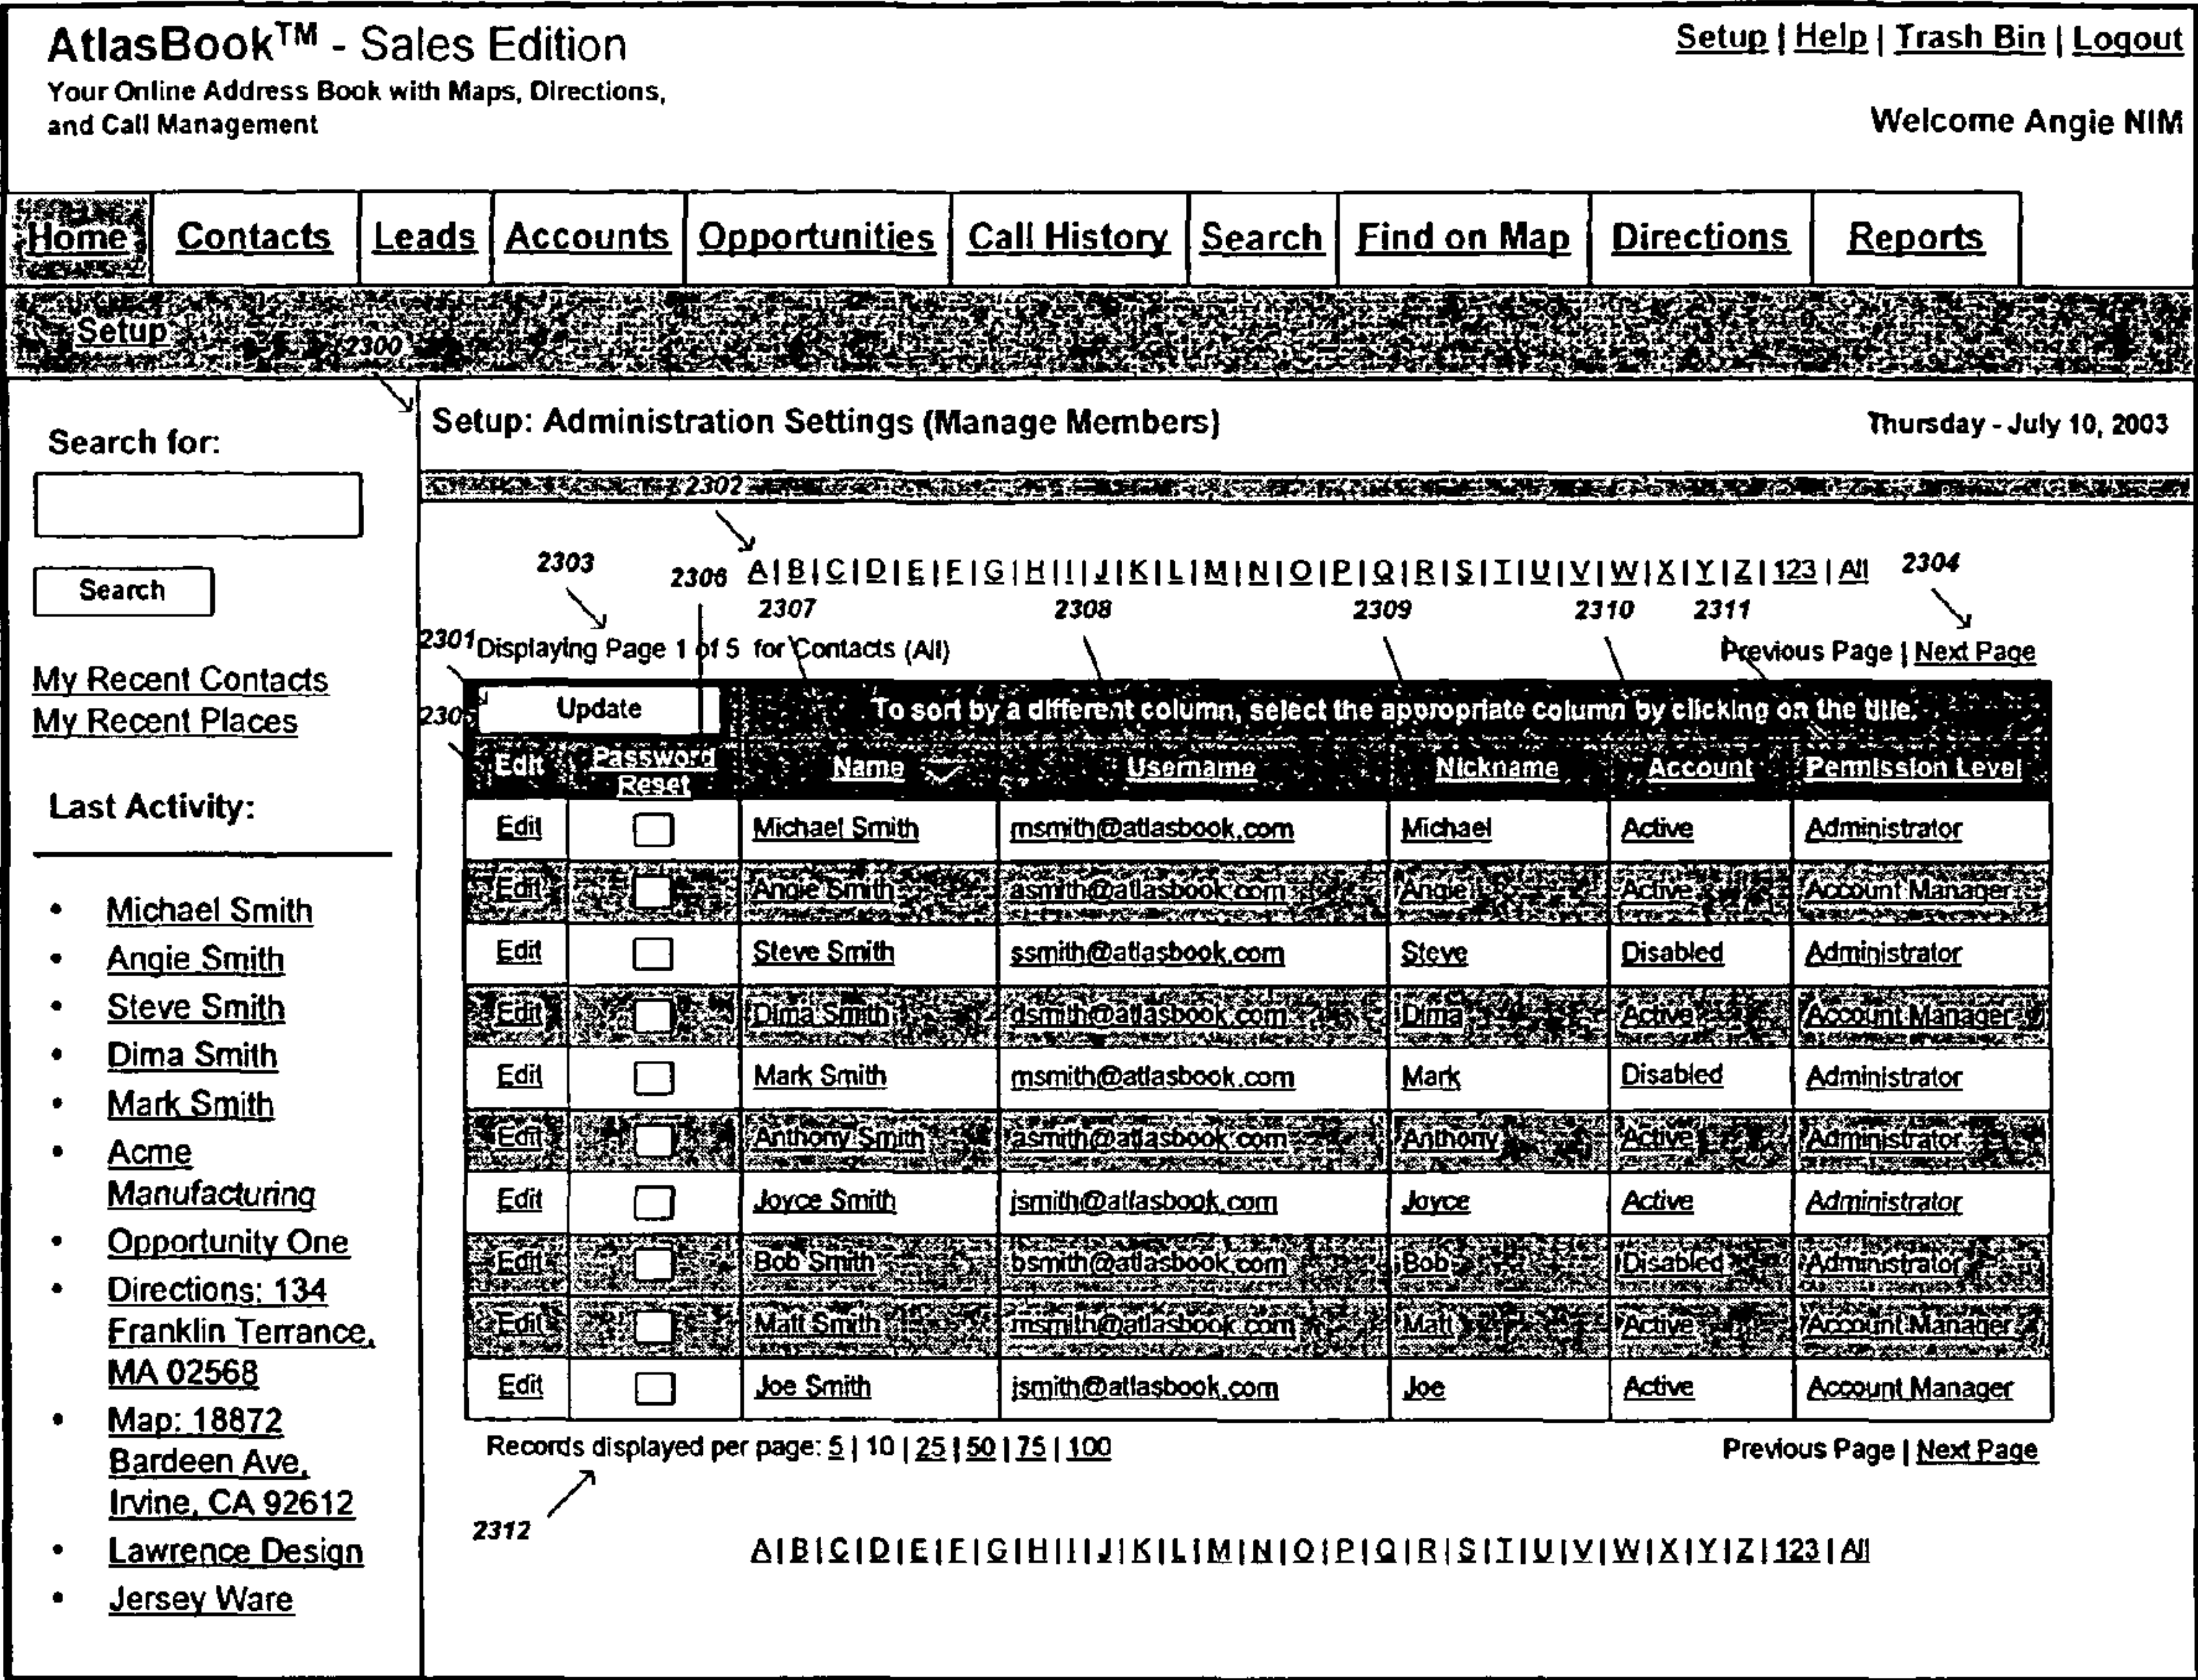 AtlasBook™ - Sales Edition
Setup | Help | Trash Bin | Logout
Your Online Address Book with Maps, Directions,
and Call Management
Welcome Angie NIM
Home Contacts Leads Accounts Opportunities Call History Search Find on Map Directions Reports
Setup
2300
Setup: Administration Settings (Manage Members)
Thursday - July 10, 2003
Search for:
Search
My Recent Contacts
My Recent Places
Last Activity:
• Michael Smith
• Angie Smith
• Steve Smith
• Dima Smith
• Mark Smith
• Acme
Manufacturing
• Opportunity One
• Directions: 134
Franklin Terrance,
MA 02568
• Map: 18872
Bardeen Ave,
Irvine, CA 92612
• Lawrence Design
• Jersey Ware
2302
2303 2306 A|B|C|D|E|F|G|H|I|J|K|L|M|N|O|P|Q|R|S|T|U|V|W|X|Y|Z|123|All 2304
2307 2308 2309 2310 2311
2301 Displaying Page 1 of 5 for Contacts (All) Previous Page | Next Page
Update To sort by a different column, select the appropriate column by clicking on the title.
Edit Password Reset Name Username Nickname Account Permission Level
Edit Michael Smith msmith@atlasbook.com Michael Active Administrator
Edit Angie Smith asmith@atlasbook.com Angie Active Account Manager
Edit Steve Smith ssmith@atlasbook.com Steve Disabled Administrator
Edit Dima Smith dsmith@atlasbook.com Dima Active Account Manager
Edit Mark Smith msmith@atlasbook.com Mark Disabled Administrator
Edit Anthony Smith asmith@atlasbook.com Anthony Active Administrator
Edit Joyce Smith jsmith@atlasbook.com Joyce Active Administrator
Edit Bob Smith bsmith@atlasbook.com Bob Disabled Administrator
Edit Matt Smith msmith@atlasbook.com Matt Active Account Manager
Edit Joe Smith jsmith@atlasbook.com Joe Active Account Manager
Records displayed per page: 5 | 10 | 25 | 50 | 75 | 100 Previous Page | Next Page
2312
A|B|C|D|E|F|G|H|I|J|K|L|M|N|O|P|Q|R|S|T|U|V|W|X|Y|Z|123|All